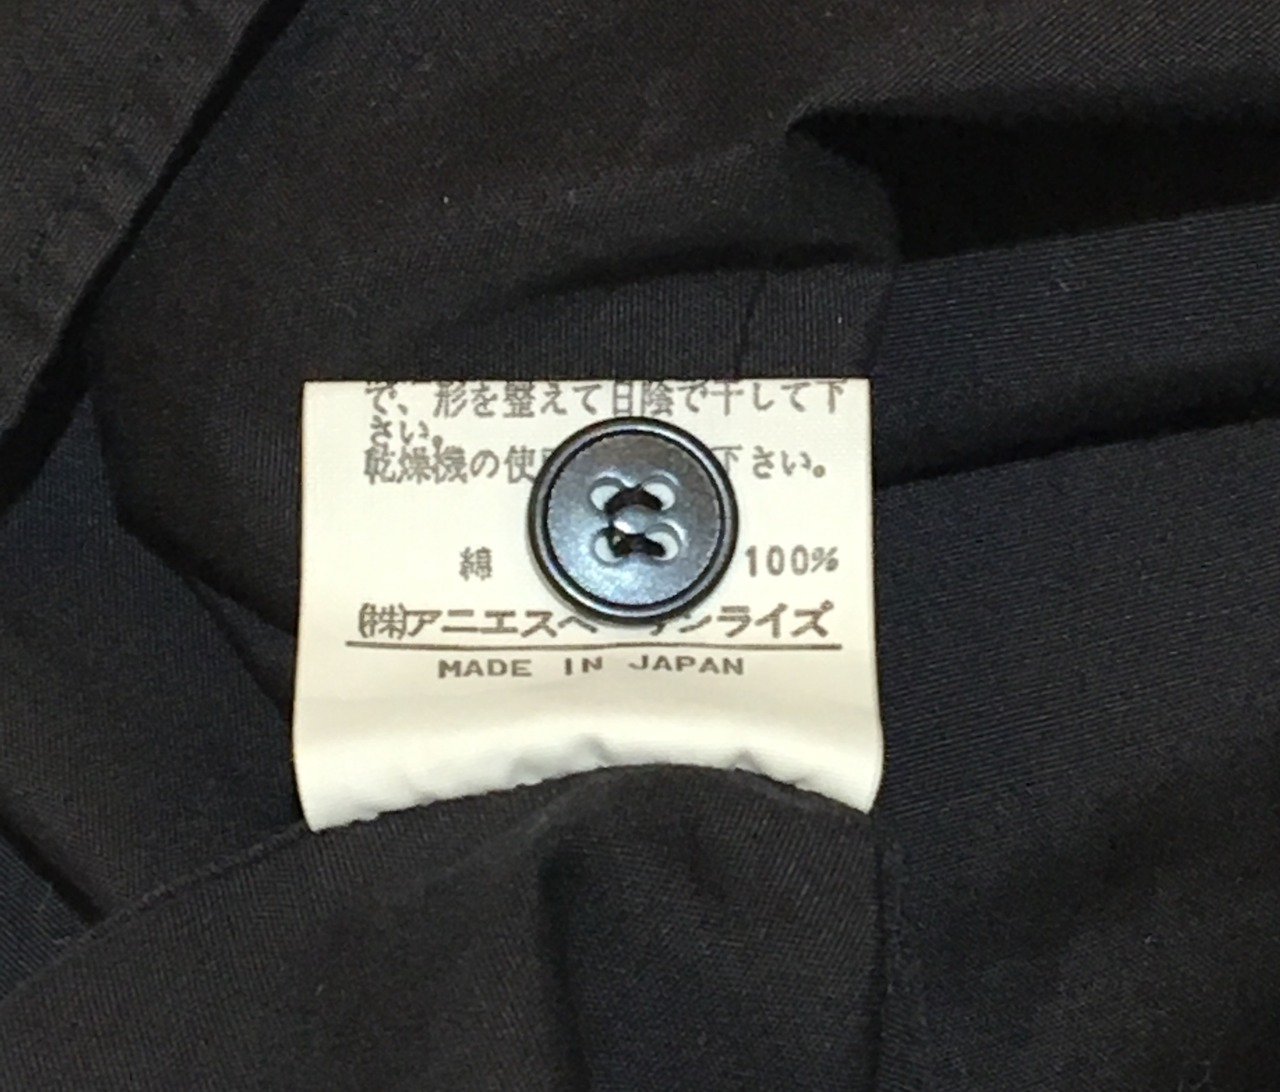 で、形を整えて日陰で干して下
さい。
乾燥機の使 下さい。
綿 100%
(株)アニエスベ サンライズ
MADE IN JAPAN